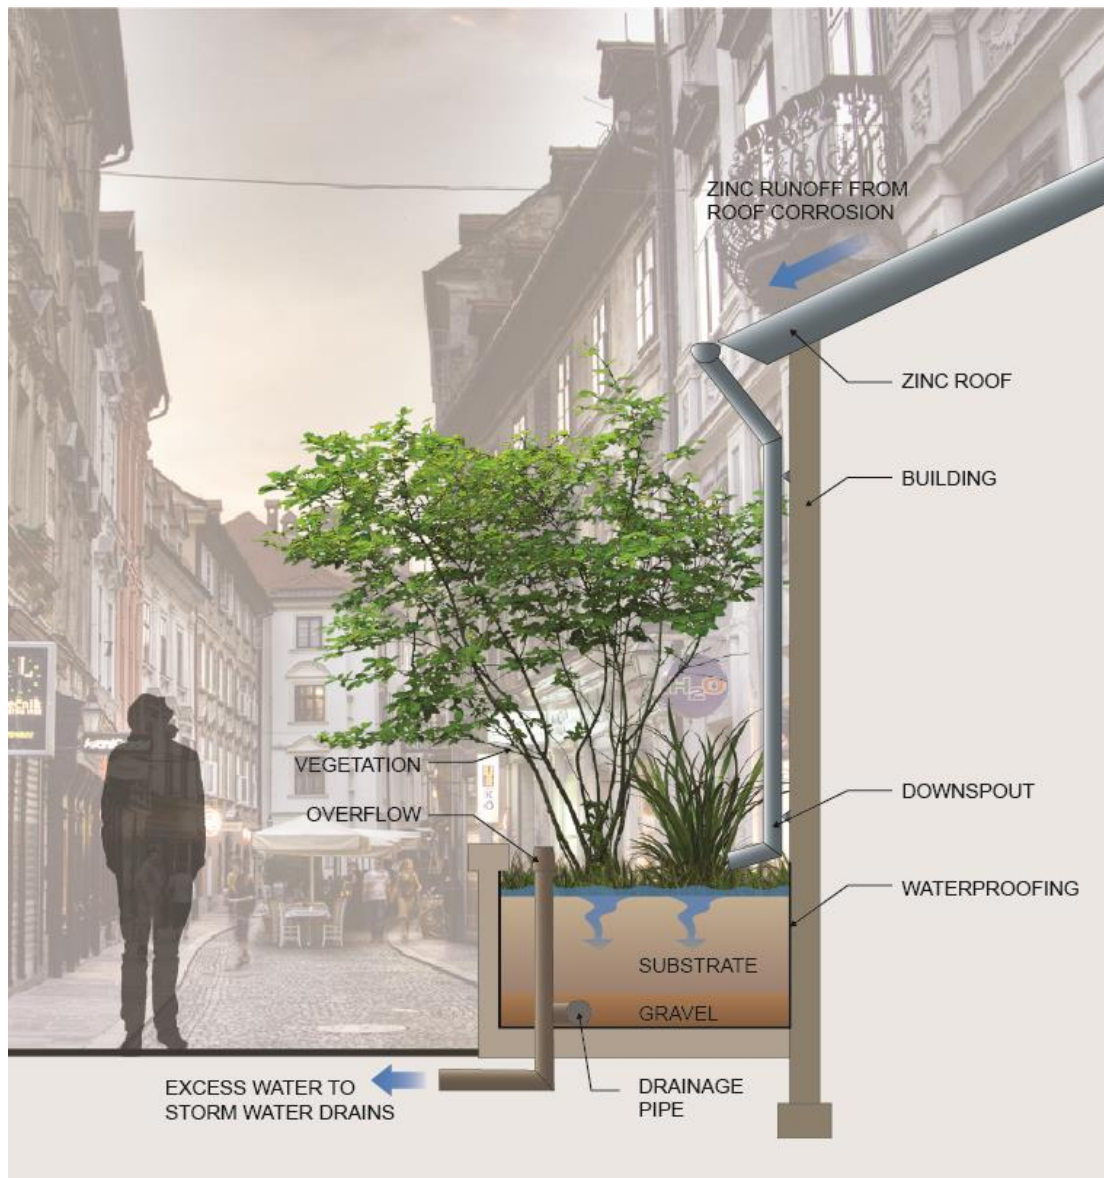 ZINC RUNOFF FROM
ROOF CORROSION
ZINC ROOF
BUILDING
H2O
VEGETATION
OVERFLOW
DOWNSPOUT
WATERPROOFING
SUBSTRATE
GRAVEL
EXCESS WATER TO
STORM WATER DRAINS
DRAINAGE
PIPE